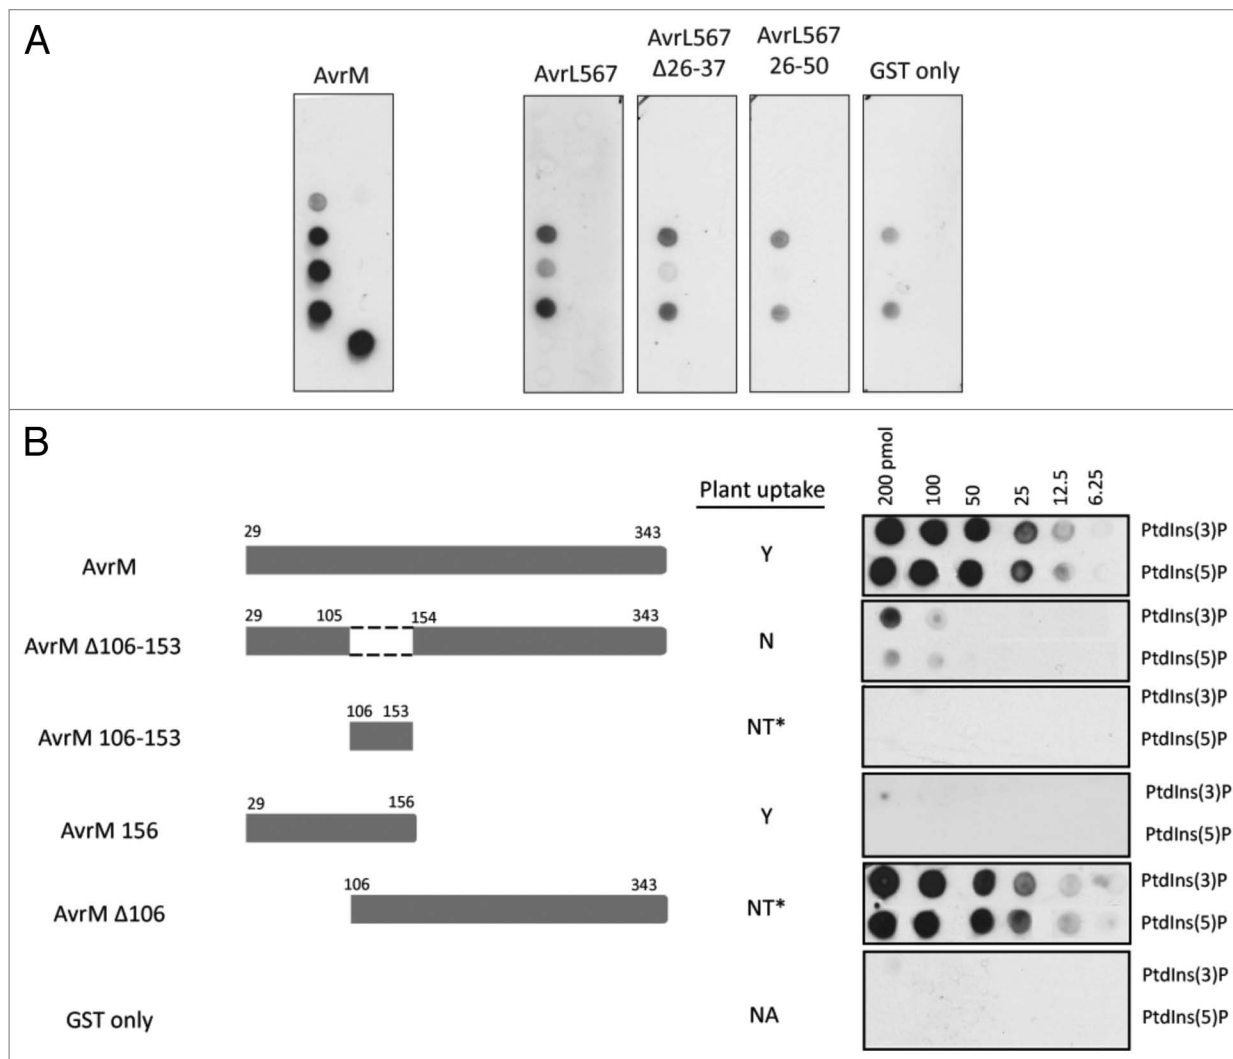 A
AvrM
AvrL567
AvrL567
Δ26-37
AvrL567
26-50
GST only
B
Plant uptake
200 pmol
100
50
25
12.5
6.25
AvrM
29
343
Y
PtdIns(3)P
PtdIns(5)P
AvrM Δ106-153
29
105
154
343
N
PtdIns(3)P
PtdIns(5)P
AvrM 106-153
106
153
NT*
PtdIns(3)P
PtdIns(5)P
AvrM 156
29
156
Y
PtdIns(3)P
PtdIns(5)P
AvrM Δ106
106
343
NT*
PtdIns(3)P
PtdIns(5)P
GST only
NA
PtdIns(3)P
PtdIns(5)P